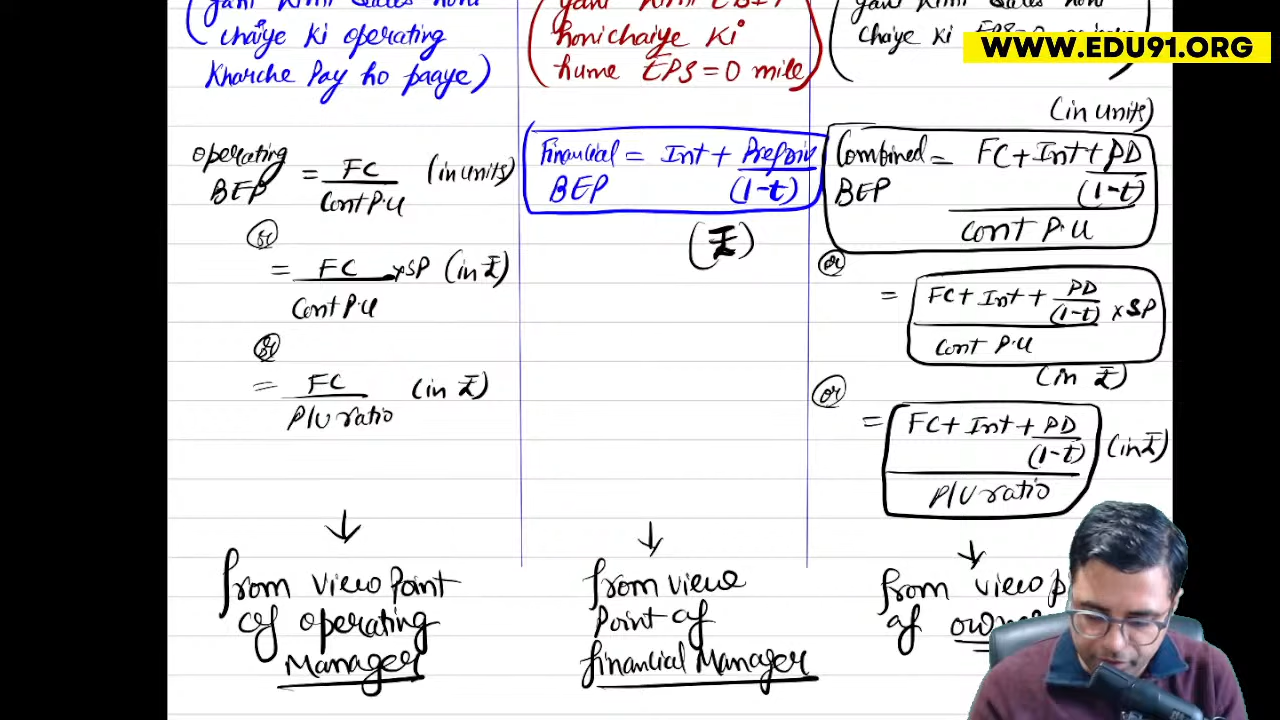 WWW.EDU91.ORG
chaiye ki operating
Kharche Pay ho paaye)
honi chaiye Ki
hume EPS=0 mile
chaiye ki EPS=0
Operating BEP = FC / Cont P.U (in units)
or
= FC / Cont P.U × SP (in ₹)
or
= FC / P/V ratio (in ₹)
↓
from view Point
of operating
Manager
Financial BEP = Int + Prefdiv / (1-t)
(₹)
↓
from view
Point of
financial Manager
(in units)
Combined BEP = FC + Int + PD / (1-t) / Cont P.U
or
= FC + Int + PD / (1-t) × SP / Cont P.U
(in ₹)
or
= FC + Int + PD / (1-t) / P/V ratio (in ₹)
↓
from view
of